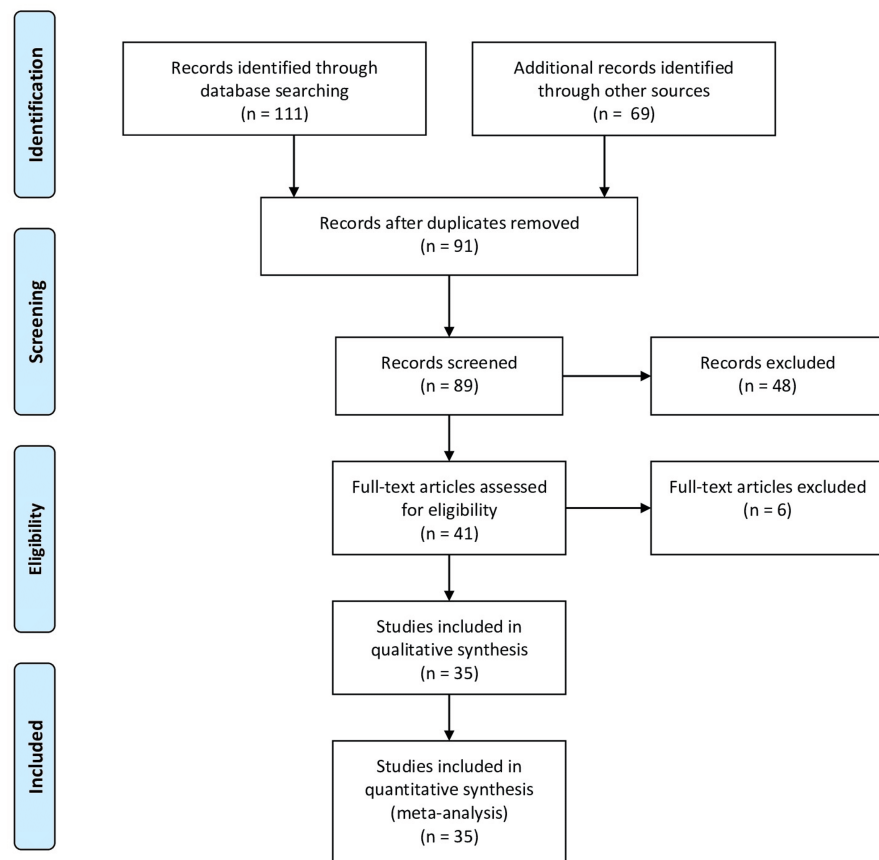 Identification
Records identified through
database searching
(n = 111)
Additional records identified
through other sources
(n = 69)
Records after duplicates removed
(n = 91)
Screening
Records screened
(n = 89)
Records excluded
(n = 48)
Eligibility
Full-text articles assessed
for eligibility
(n = 41)
Full-text articles excluded
(n = 6)
Studies included in
qualitative synthesis
(n = 35)
Included
Studies included in
quantitative synthesis
(meta-analysis)
(n = 35)